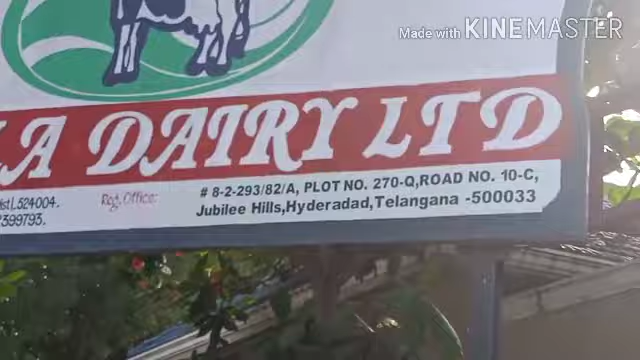 Made with KINEMASTER
A DAIRY LTD
524004.
399793.
Reg. Office:
# 8-2-293/82/A, PLOT NO. 270-Q,ROAD NO. 10-C,
Jubilee Hills,Hyderadad,Telangana -500033